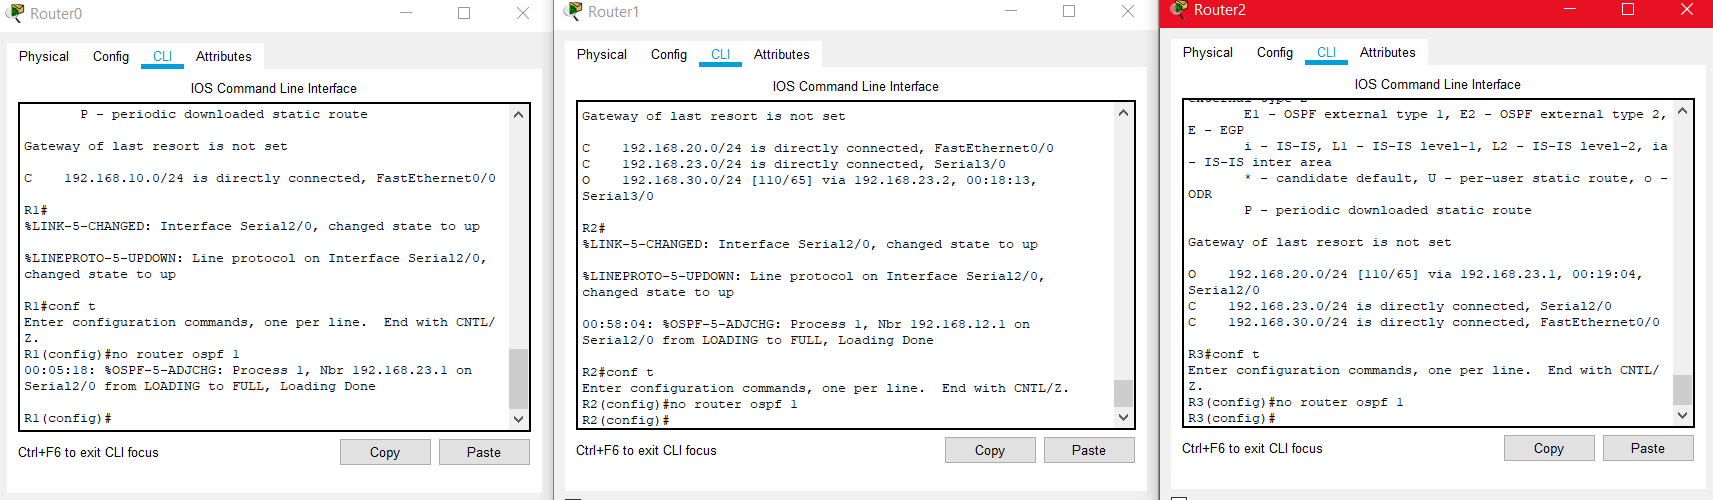 Router0
Physical Config CLI Attributes
IOS Command Line Interface
P - periodic downloaded static route
Gateway of last resort is not set
C    192.168.10.0/24 is directly connected, FastEthernet0/0
R1#
%LINK-5-CHANGED: Interface Serial2/0, changed state to up
%LINEPROTO-5-UPDOWN: Line protocol on Interface Serial2/0,
changed state to up
R1#conf t
Enter configuration commands, one per line.  End with CNTL/
Z.
R1(config)#no router ospf 1
00:05:18: %OSPF-5-ADJCHG: Process 1, Nbr 192.168.23.1 on
Serial2/0 from LOADING to FULL, Loading Done
R1(config)#
Ctrl+F6 to exit CLI focus
Copy
Paste
Router1
Physical Config CLI Attributes
IOS Command Line Interface
Gateway of last resort is not set
C    192.168.20.0/24 is directly connected, FastEthernet0/0
C    192.168.23.0/24 is directly connected, Serial3/0
O    192.168.30.0/24 [110/65] via 192.168.23.2, 00:18:13,
Serial3/0
R2#
%LINK-5-CHANGED: Interface Serial2/0, changed state to up
%LINEPROTO-5-UPDOWN: Line protocol on Interface Serial2/0,
changed state to up
00:58:04: %OSPF-5-ADJCHG: Process 1, Nbr 192.168.12.1 on
Serial2/0 from LOADING to FULL, Loading Done
R2#conf t
Enter configuration commands, one per line.  End with CNTL/Z.
R2(config)#no router ospf 1
R2(config)#
Ctrl+F6 to exit CLI focus
Copy
Paste
Router2
Physical Config CLI Attributes
IOS Command Line Interface
external type 2
E1 - OSPF external type 1, E2 - OSPF external type 2,
E - EGP
i - IS-IS, L1 - IS-IS level-1, L2 - IS-IS level-2, ia
- IS-IS inter area
* - candidate default, U - per-user static route, o -
ODR
P - periodic downloaded static route
Gateway of last resort is not set
O    192.168.20.0/24 [110/65] via 192.168.23.1, 00:19:04,
Serial2/0
C    192.168.23.0/24 is directly connected, Serial2/0
C    192.168.30.0/24 is directly connected, FastEthernet0/0
R3#conf t
Enter configuration commands, one per line.  End with CNTL/
Z.
R3(config)#no router ospf 1
R3(config)#
Ctrl+F6 to exit CLI focus
Copy
Paste